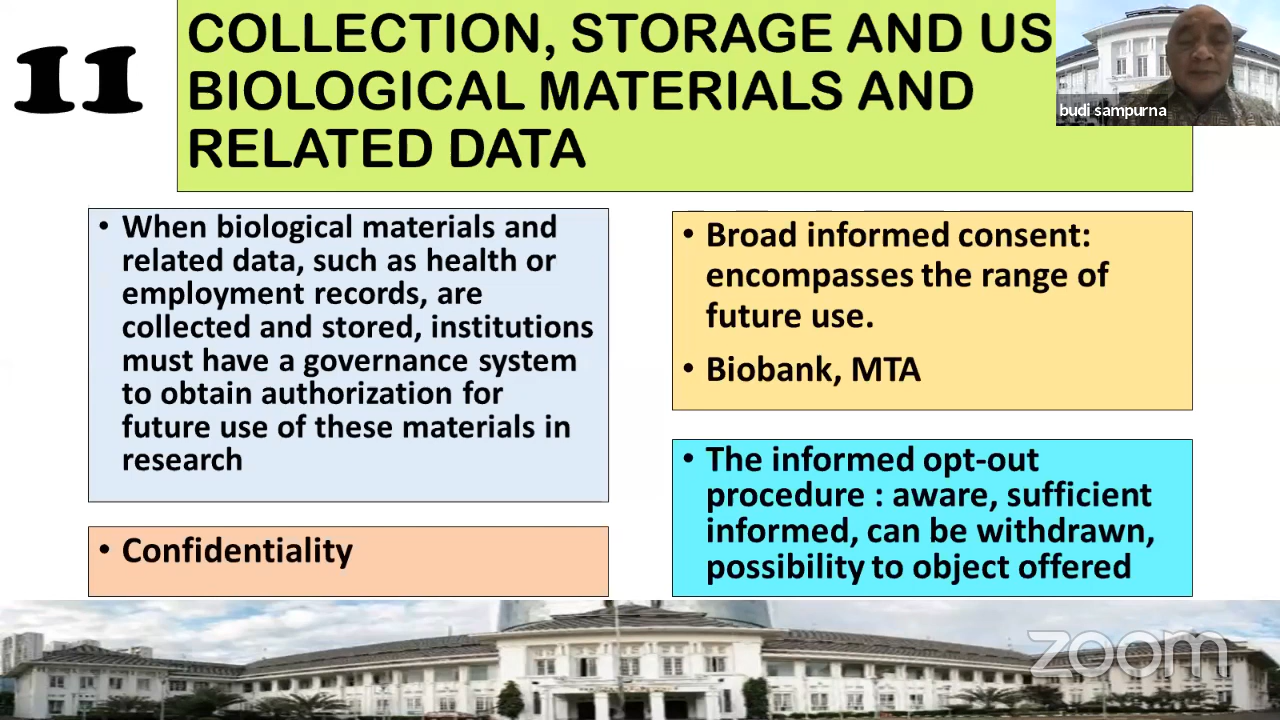 11
COLLECTION, STORAGE AND US
BIOLOGICAL MATERIALS AND
RELATED DATA
budi sampurna
• When biological materials and
related data, such as health or
employment records, are
collected and stored, institutions
must have a governance system
to obtain authorization for
future use of these materials in
research
• Confidentiality
• Broad informed consent:
encompasses the range of
future use.
• Biobank, MTA
• The informed opt-out
procedure : aware, sufficient
informed, can be withdrawn,
possibility to object offered
zoom